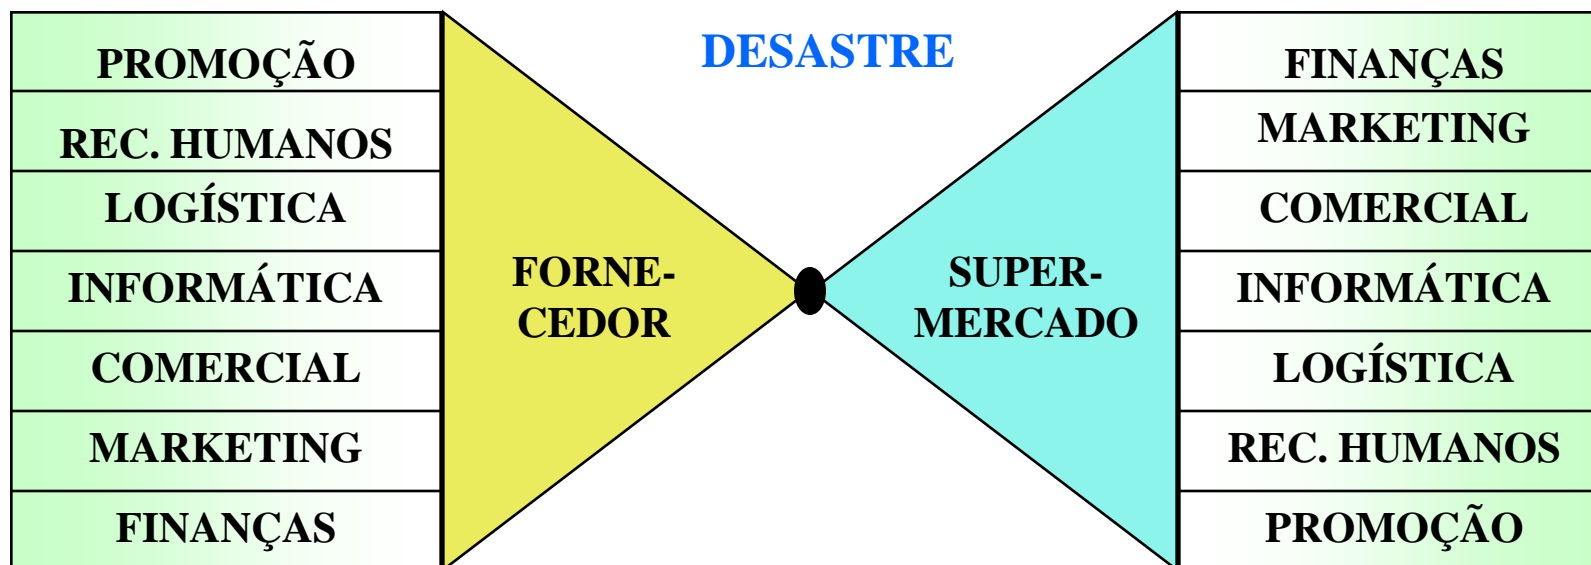 DESASTRE
PROMOÇÃO
REC. HUMANOS
LOGÍSTICA
INFORMÁTICA
COMERCIAL
MARKETING
FINANÇAS
FORNE-
CEDOR
SUPER-
MERCADO
FINANÇAS
MARKETING
COMERCIAL
INFORMÁTICA
LOGÍSTICA
REC. HUMANOS
PROMOÇÃO